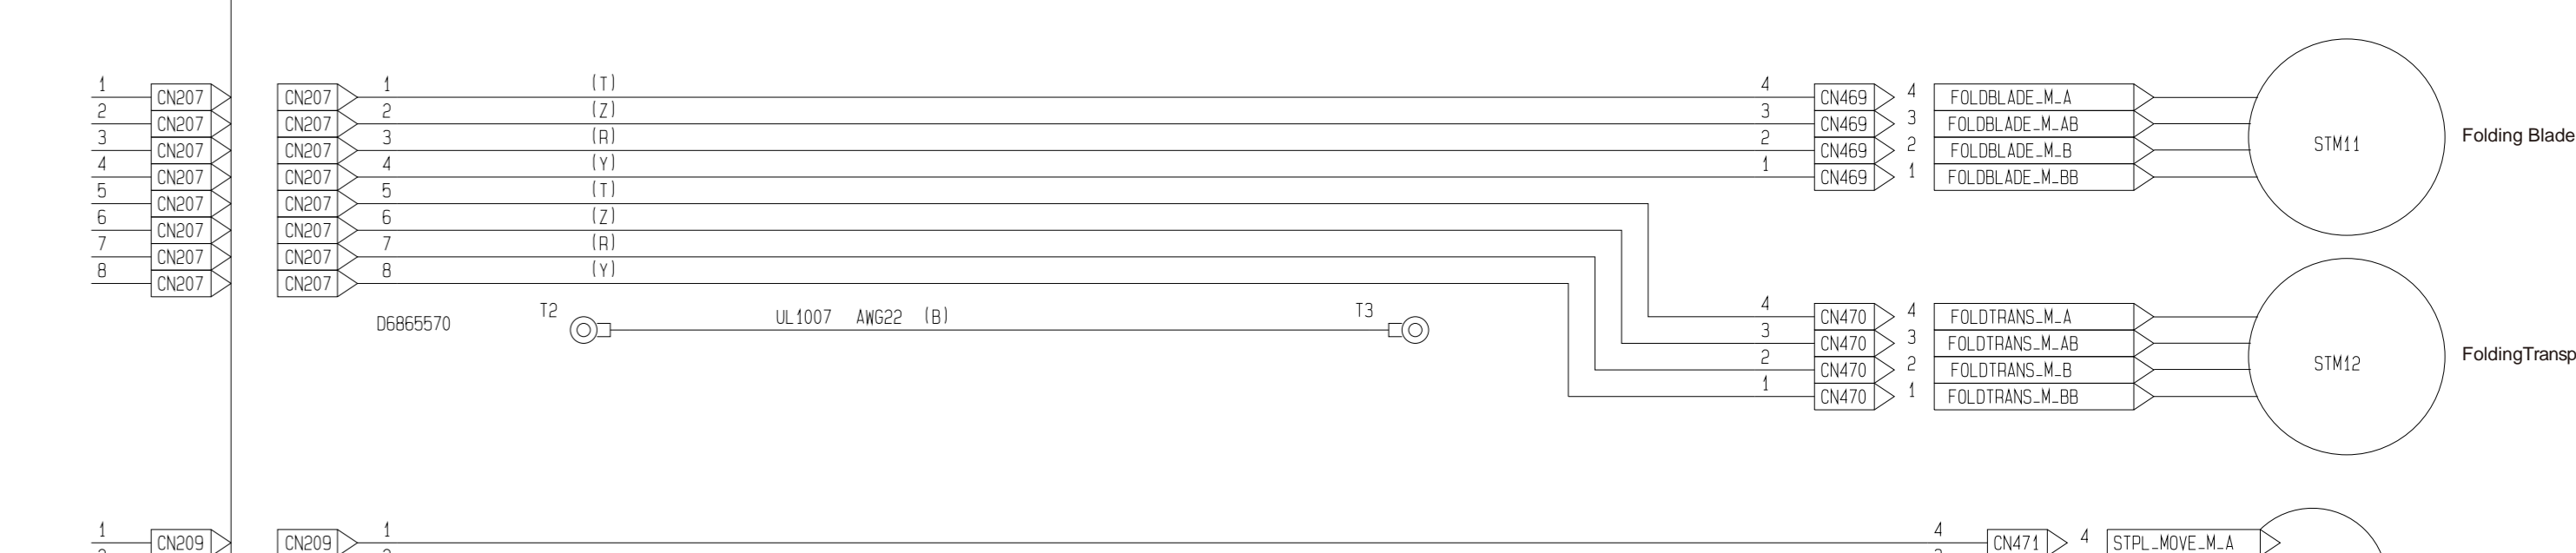 1 CN207 CN207 1 (T) 4 CN469 4 FOLDBLADE_M_A
2 CN207 CN207 2 (Z) 3 CN469 3 FOLDBLADE_M_AB
3 CN207 CN207 3 (R) 2 CN469 2 FOLDBLADE_M_B STM11 Folding Blade
4 CN207 CN207 4 (Y) 1 CN469 1 FOLDBLADE_M_BB
5 CN207 CN207 5 (T)
6 CN207 CN207 6 (Z)
7 CN207 CN207 7 (R)
8 CN207 CN207 8 (Y)
D6865570 T2 UL1007 AWG22 (B) T3
4 CN470 4 FOLDTRANS_M_A
3 CN470 3 FOLDTRANS_M_AB
2 CN470 2 FOLDTRANS_M_B STM12 FoldingTransp
1 CN470 1 FOLDTRANS_M_BB
1 CN209 CN209 1 4 CN471 4 STPL_MOVE_M_A